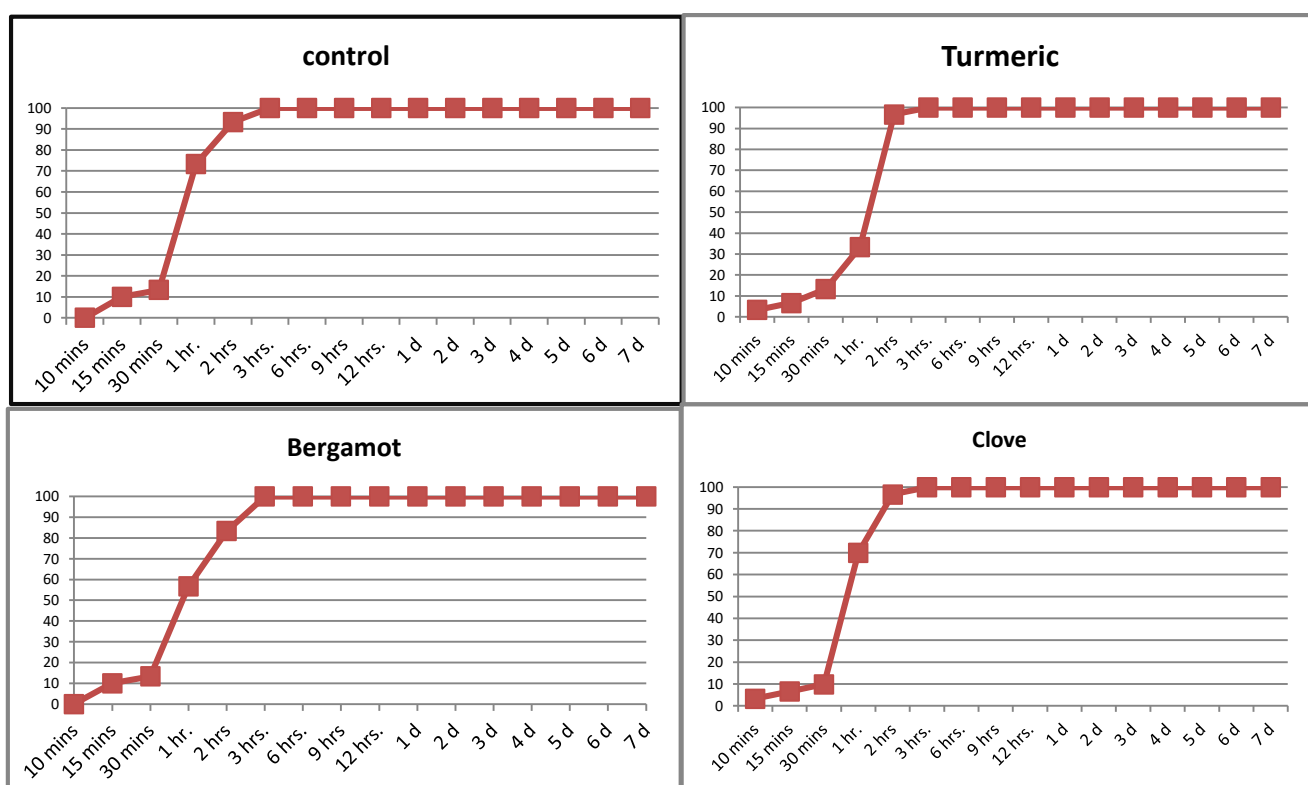 control
100
90
80
70
60
50
40
30
20
10
0
10 mins
15 mins
30 mins
1 hr.
2 hrs
3 hrs.
6 hrs.
9 hrs
12 hrs.
1 d
2 d
3 d
4 d
5 d
6 d
7 d
Turmeric
100
90
80
70
60
50
40
30
20
10
0
10 mins
15 mins
30 mins
1 hr.
2 hrs
3 hrs.
6 hrs.
9 hrs
12 hrs.
1 d
2 d
3 d
4 d
5 d
6 d
7 d
Bergamot
100
90
80
70
60
50
40
30
20
10
0
10 mins
15 mins
30 mins
1 hr.
2 hrs
3 hrs.
6 hrs.
9 hrs
12 hrs.
1 d
2 d
3 d
4 d
5 d
6 d
7 d
Clove
100
90
80
70
60
50
40
30
20
10
0
10 mins
15 mins
30 mins
1 hr.
2 hrs
3 hrs.
6 hrs.
9 hrs
12 hrs.
1 d
2 d
3 d
4 d
5 d
6 d
7 d